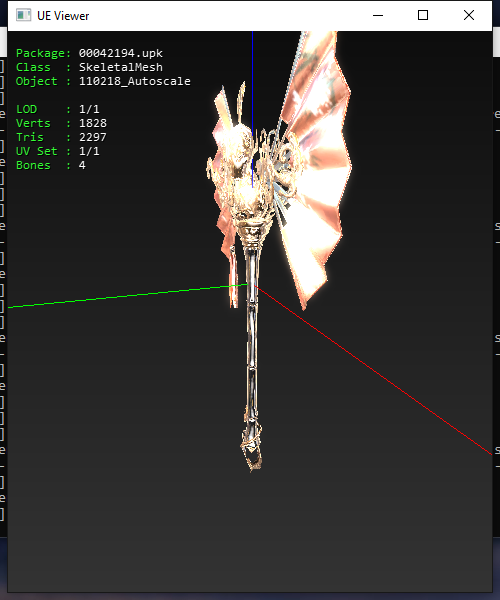 UE Viewer
Package: 00042194.upk
Class : SkeletalMesh
Object : 110218_Autoscale
LOD : 1/1
Verts : 1828
Tris : 2297
UV Set : 1/1
Bones : 4